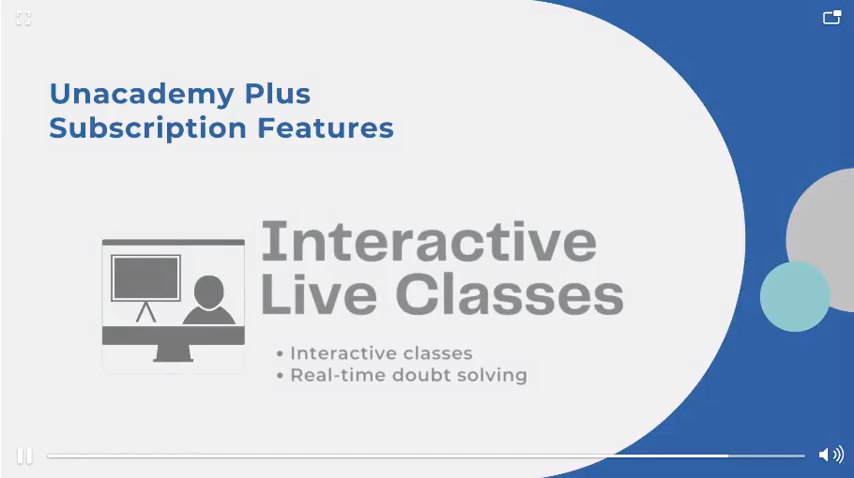 Unacademy Plus
Subscription Features
Interactive
Live Classes
• Interactive classes
• Real-time doubt solving